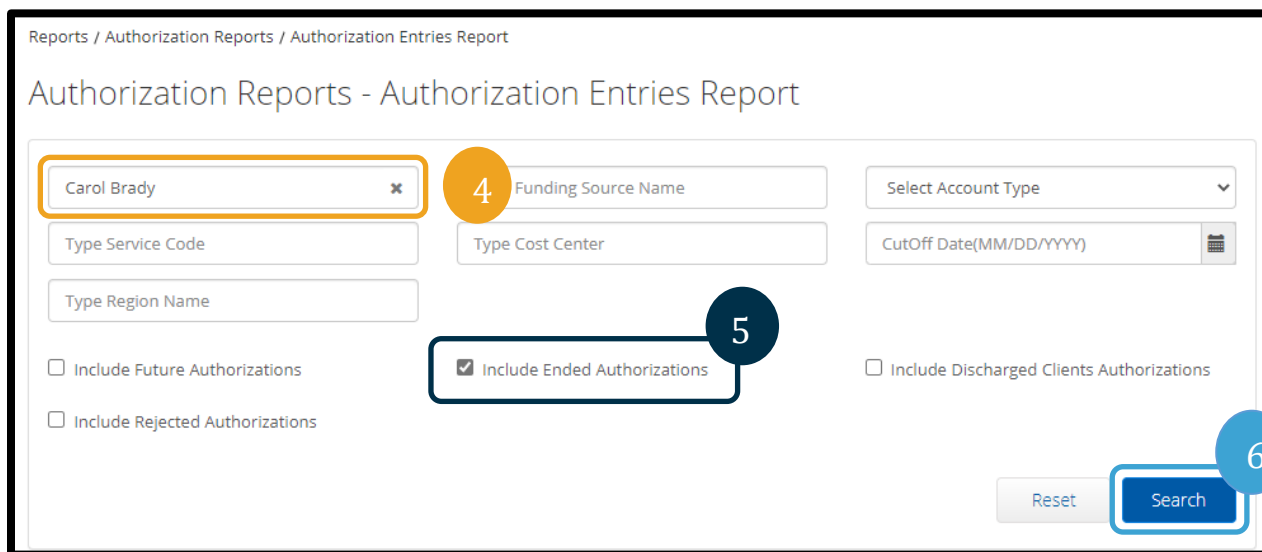 Reports / Authorization Reports / Authorization Entries Report
Authorization Reports - Authorization Entries Report
Carol Brady
4
Funding Source Name
Select Account Type
Type Service Code
Type Cost Center
CutOff Date(MM/DD/YYYY)
Type Region Name
5
Include Future Authorizations
Include Ended Authorizations
Include Discharged Clients Authorizations
Include Rejected Authorizations
6
Reset
Search